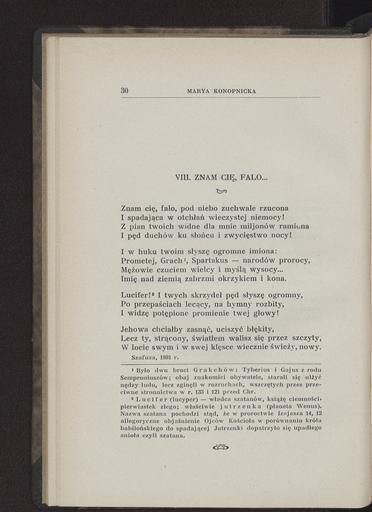 30
MARYA KONOPNICKA
VIII. ZNAM CIĘ, FALO...
Znam cię, falo, pod niebo zuchwale rzucona
I spadająca w otchłań wieczystej niemocy!
Z pian twoich widne dla mnie miljonów ramiona
I pęd duchów ku słońcu i zwycięstwo nocy!
I w huku twoim słyszę ogromne imiona:
Prometej, Grach¹, Spartakus — narodów prorocy,
Mężowie czuciem wielcy i myślą wysocy...
Imię nad ziemią zabrzmi okrzykiem i kona.
Lucifer!² I twych skrzydeł pęd słyszę ogromny,
Po przepaściach lecący, na hymny rozbity,
I widzę potępione promienie twej głowy!
Jehowa chciałby zasnąć, uciszyć błękity,
Lecz ty, strącony, światłem walisz się przez szczyty,
W locie swym i w swej klęsce wiecznie świeży, nowy.
Szafuza, 1891 r.
¹ Było dwu braci Grakchów: Tyberius i Gajus z rodu
Semproniuszów; obaj znakomici obywatele, starali się ulżyć
nędzy ludu, lecz zginęli w rozruchach, wszczętych przez prze-
ciwne stronnictwa w r. 133 i 121 przed Chr.
² Lucifer (lucyper) — władca szatanów, książę ciemności,
pierwiastek złego; właściwie jutrzenka (planeta Wenus).
Nazwa szatana pochodzi stąd, że w proroctwie Izajasza 14, 12
allegoryczne objaśnienie Ojców Kościoła w porównaniu króla
babilońskiego do spadającej Jutrzenki dopatrzyło się upadłego
anioła czyli szatana.